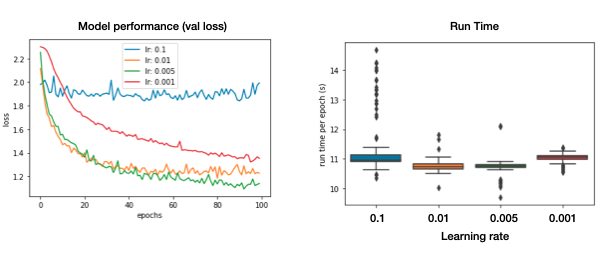 Model performance (val loss)
lr: 0.1
lr: 0.01
lr: 0.005
lr: 0.001
2.2
2.0
1.8
1.6
1.4
1.2
loss
0
20
40
60
80
100
epochs
Run Time
14
13
12
11
10
run time per epoch (s)
0.1
0.01
0.005
0.001
Learning rate